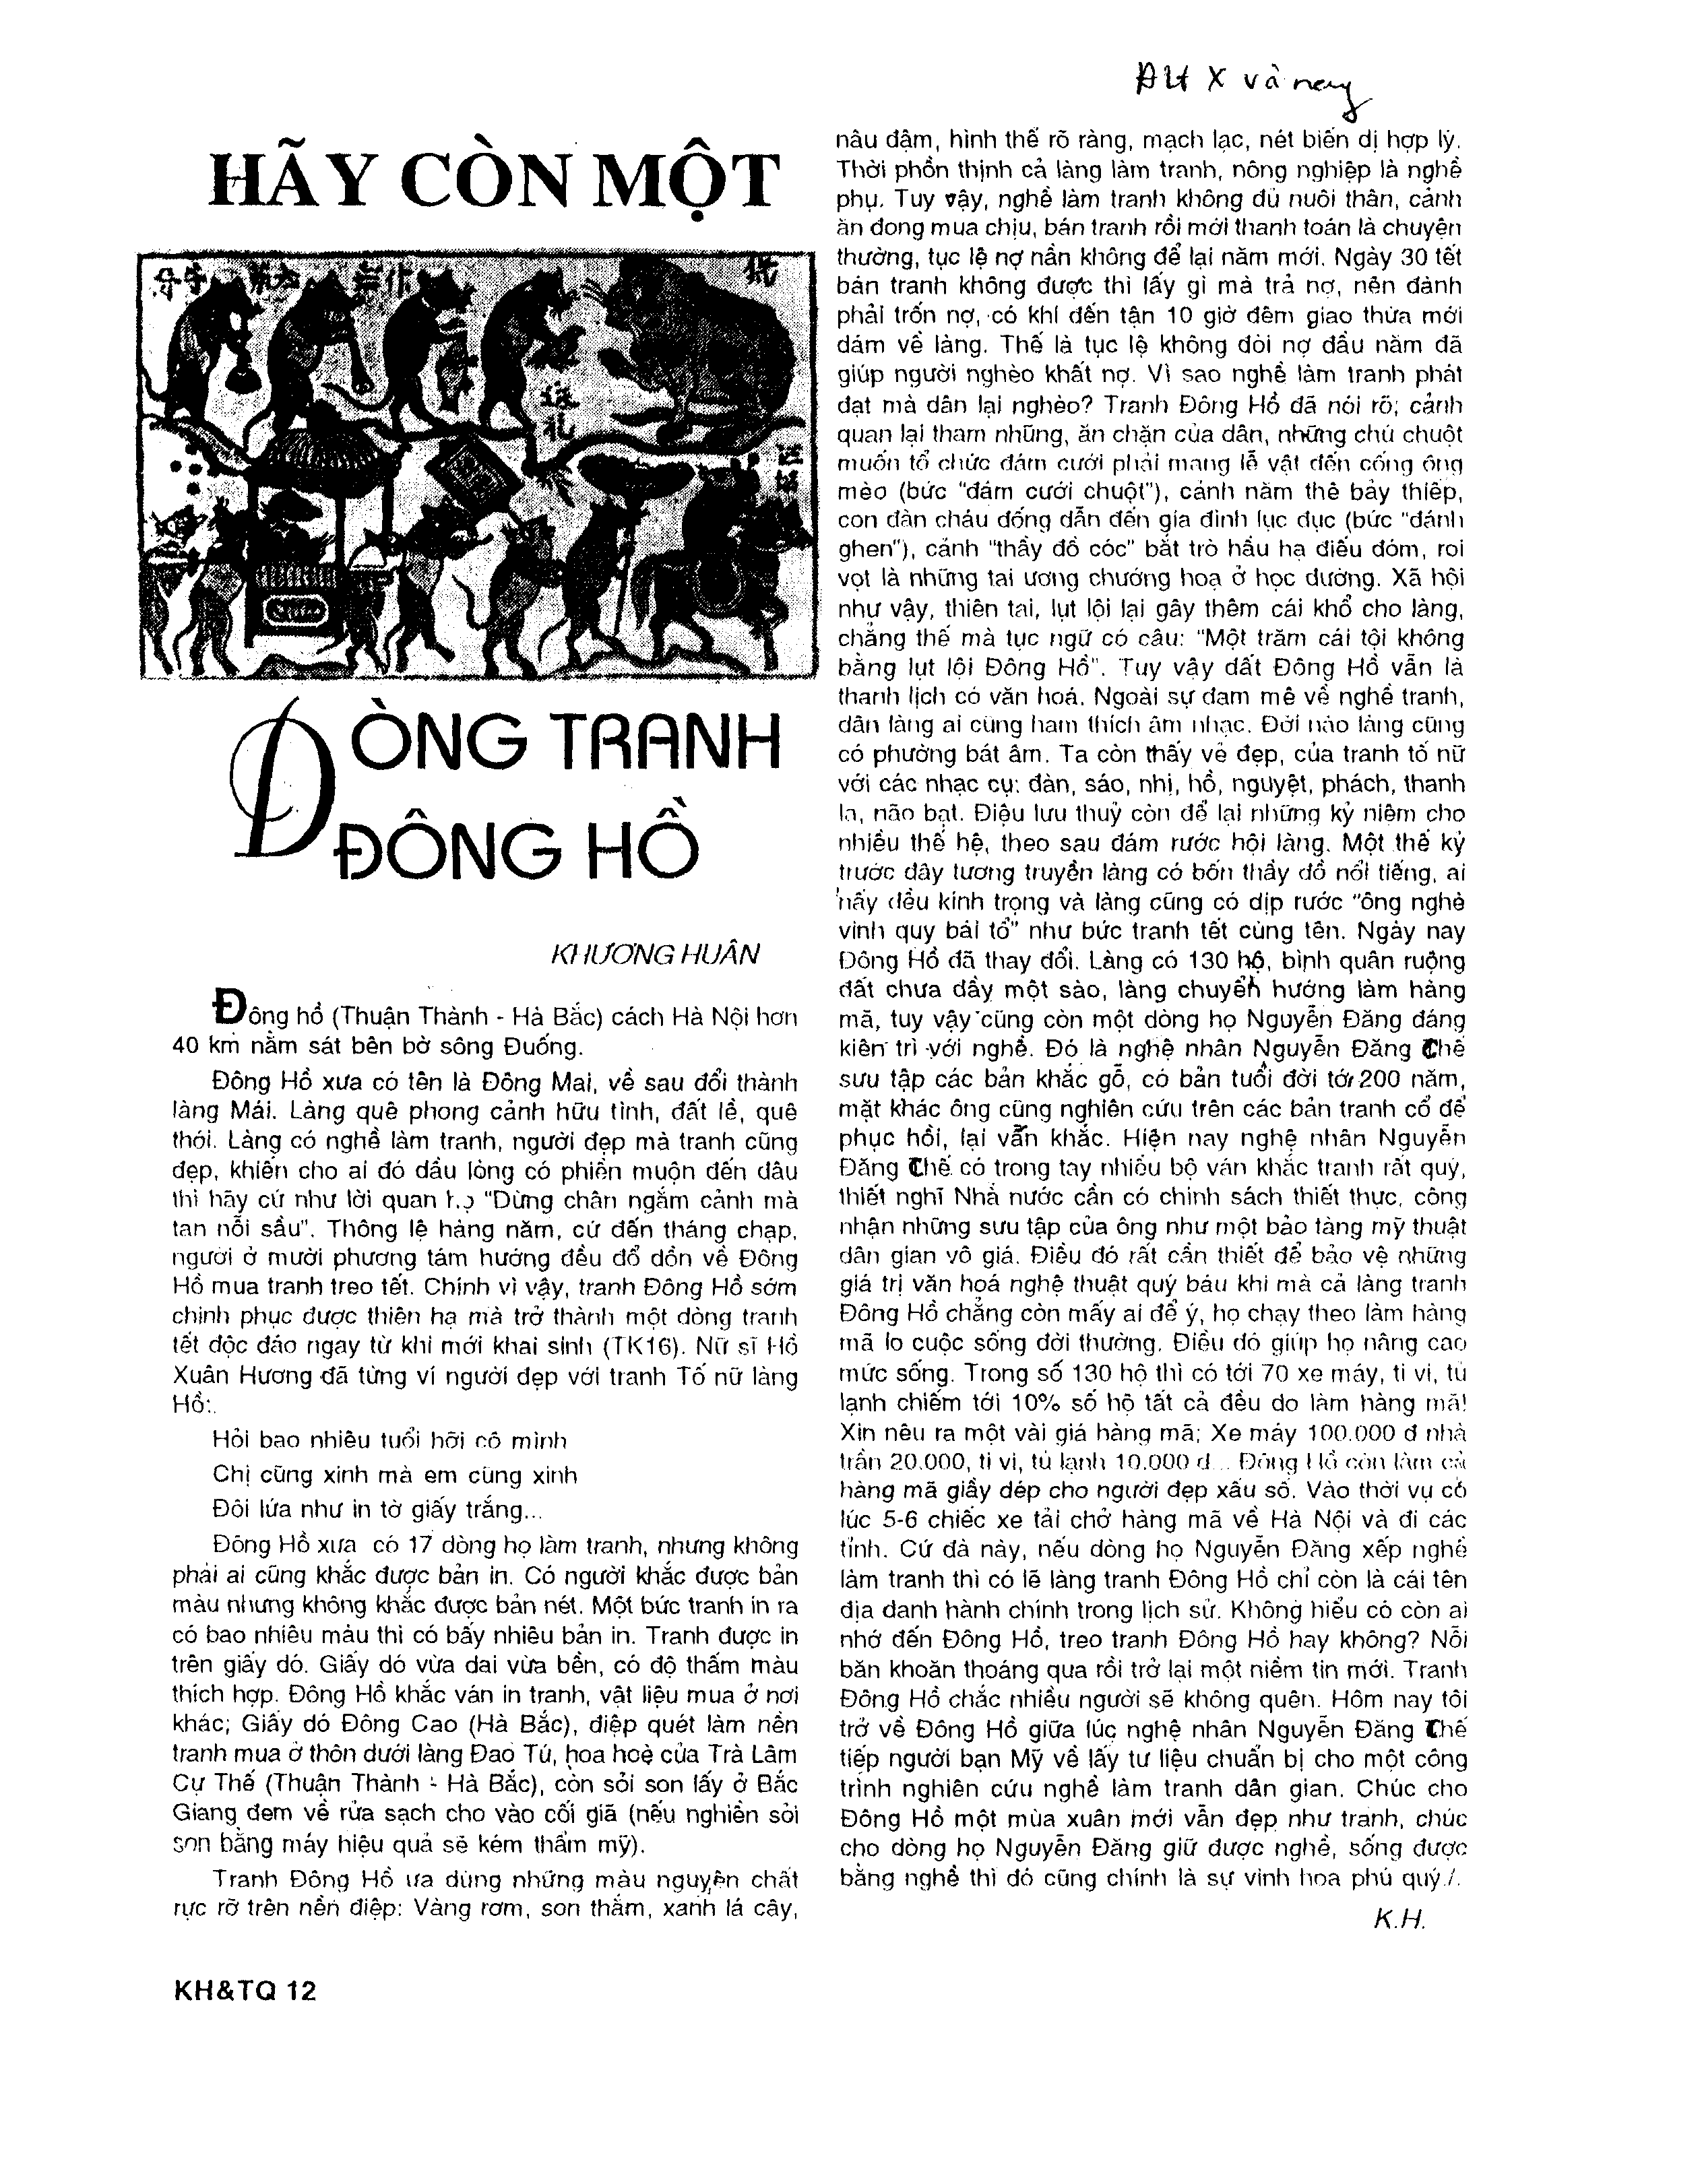 ĐH X và nay
HÃY CÒN MỘT
DÒNG TRANH
ĐÔNG HỒ
KHƯƠNG HUÂN
Đông hồ (Thuận Thành - Hà Bắc) cách Hà Nội hơn
40 km nằm sát bên bờ sông Đuống.
Đông Hồ xưa có tên là Đông Mai, về sau đổi thành
làng Mái. Làng quê phong cảnh hữu tình, đất lề, quê
thói. Làng có nghề làm tranh, người đẹp mà tranh cũng
đẹp, khiến cho ai đó dầu lòng có phiền muộn đến đâu
thì hãy cứ như lời quan họ "Dừng chân ngắm cảnh mà
tan nỗi sầu". Thông lệ hàng năm, cứ đến tháng chạp,
người ở mười phương tám hướng đều đổ dồn về Đông
Hồ mua tranh treo tết. Chính vì vậy, tranh Đông Hồ sớm
chinh phục được thiên hạ mà trở thành một dòng tranh
tết độc đáo ngay từ khi mới khai sinh (TK16). Nữ sĩ Hồ
Xuân Hương đã từng ví người đẹp với tranh Tố nữ làng
Hồ:
Hỏi bao nhiêu tuổi hỡi cô mình
Chị cũng xinh mà em cũng xinh
Đôi lứa như in tờ giấy trắng...
Đông Hồ xưa có 17 dòng họ làm tranh, nhưng không
phải ai cũng khắc được bản in. Có người khắc được bản
màu nhưng không khắc được bản nét. Một bức tranh in ra
có bao nhiêu màu thì có bấy nhiêu bản in. Tranh được in
trên giấy dó. Giấy dó vừa dai vừa bền, có độ thấm màu
thích hợp. Đông Hồ khắc ván in tranh, vật liệu mua ở nơi
khác; Giấy dó Đông Cao (Hà Bắc), điệp quét làm nền
tranh mua ở thôn dưới làng Đạo Tú, hoa hoè của Trà Lâm
Cự Thế (Thuận Thành - Hà Bắc), còn sỏi son lấy ở Bắc
Giang đem về rửa sạch cho vào cối giã (nếu nghiền sỏi
son bằng máy hiệu quả sẽ kém thẩm mỹ).
Tranh Đông Hồ ưa dùng những màu nguyên chất
rực rỡ trên nền điệp: Vàng rơm, son thắm, xanh lá cây,
nâu đậm, hình thể rõ ràng, mạch lạc, nét biến dị hợp lý.
Thời phồn thịnh cả làng làm tranh, nông nghiệp là nghề
phụ. Tuy vậy, nghề làm tranh không đủ nuôi thân, cảnh
ăn đong mua chịu, bán tranh rồi mới thanh toán là chuyện
thường, tục lệ nợ nần không để lại năm mới. Ngày 30 tết
bán tranh không được thì lấy gì mà trả nợ, nên đành
phải trốn nợ, có khi đến tận 10 giờ đêm giao thừa mới
dám về làng. Thế là tục lệ không đòi nợ đầu năm đã
giúp người nghèo khất nợ. Vì sao nghề làm tranh phát
đạt mà dân lại nghèo? Tranh Đông Hồ đã nói rõ; cảnh
quan lại tham nhũng, ăn chặn của dân, những chú chuột
muốn tổ chức đám cưới phải mang lễ vật đến cống ông
mèo (bức "đám cưới chuột"), cảnh năm thê bảy thiếp,
con đàn cháu đống dẫn đến gia đình lục đục (bức "đánh
ghen"), cảnh "thầy đồ cóc" bắt trò hầu hạ điếu đóm, roi
vọt là những tai ương chướng hoạ ở học đường. Xã hội
như vậy, thiên tai, lụt lội lại gây thêm cái khổ cho làng,
chẳng thế mà tục ngữ có câu: "Một trăm cái tội không
bằng lụt lội Đông Hồ". Tuy vậy đất Đông Hồ vẫn là
thanh lịch có văn hoá. Ngoài sự đam mê về nghề tranh,
dân làng ai cũng ham thích âm nhạc. Đời nào làng cũng
có phường bát âm. Ta còn thấy vẻ đẹp, của tranh tố nữ
với các nhạc cụ: đàn, sáo, nhị, hồ, nguyệt, phách, thanh
la, não bạt. Điệu lưu thuỷ còn để lại những kỷ niệm cho
nhiều thế hệ, theo sau đám rước hội làng. Một thế kỷ
trước đây tương truyền làng có bốn thầy đồ nổi tiếng, ai
nấy đều kính trọng và làng cũng có dịp rước "ông nghè
vinh quy bái tổ" như bức tranh tết cùng tên. Ngày nay
Đông Hồ đã thay đổi. Làng có 130 hộ, bình quân ruộng
đất chưa đầy một sào, làng chuyển hướng làm hàng
mã, tuy vậy cũng còn một dòng họ Nguyễn Đăng đáng
kiên trì với nghề. Đó là nghệ nhân Nguyễn Đăng Chế
sưu tập các bản khắc gỗ, có bản tuổi đời tới 200 năm,
mặt khác ông cũng nghiên cứu trên các bản tranh cổ để
phục hồi, lại vẫn khắc. Hiện nay nghệ nhân Nguyễn
Đăng Chế có trong tay nhiều bộ ván khắc tranh rất quý,
thiết nghĩ Nhà nước cần có chính sách thiết thực, công
nhận những sưu tập của ông như một bảo tàng mỹ thuật
dân gian vô giá. Điều đó rất cần thiết để bảo vệ những
giá trị văn hoá nghệ thuật quý báu khi mà cả làng tranh
Đông Hồ chẳng còn mấy ai để ý, họ chạy theo làm hàng
mã lo cuộc sống đời thường. Điều đó giúp họ nâng cao
mức sống. Trong số 130 hộ thì có tới 70 xe máy, ti vi, tủ
lạnh chiếm tới 10% số hộ tất cả đều do làm hàng mã!
Xin nêu ra một vài giá hàng mã; Xe máy 100.000 đ nhà
trần 20.000, ti vi, tủ lạnh 10.000 đ... Đông Hồ còn làm cả
hàng mã giầy dép cho người đẹp xấu số. Vào thời vụ có
lúc 5-6 chiếc xe tải chở hàng mã về Hà Nội và đi các
tỉnh. Cứ đà này, nếu dòng họ Nguyễn Đăng xếp nghề
làm tranh thì có lẽ làng tranh Đông Hồ chỉ còn là cái tên
địa danh hành chính trong lịch sử. Không hiểu có còn ai
nhớ đến Đông Hồ, treo tranh Đông Hồ hay không? Nỗi
băn khoăn thoáng qua rồi trở lại một niềm tin mới. Tranh
Đông Hồ chắc nhiều người sẽ không quên. Hôm nay tôi
trở về Đông Hồ giữa lúc nghệ nhân Nguyễn Đăng Chế
tiếp người bạn Mỹ về lấy tư liệu chuẩn bị cho một công
trình nghiên cứu nghề làm tranh dân gian. Chúc cho
Đông Hồ một mùa xuân mới vẫn đẹp như tranh, chúc
cho dòng họ Nguyễn Đăng giữ được nghề, sống được
bằng nghề thì đó cũng chính là sự vinh hoa phú quý./.
K.H.
KH&TQ 12